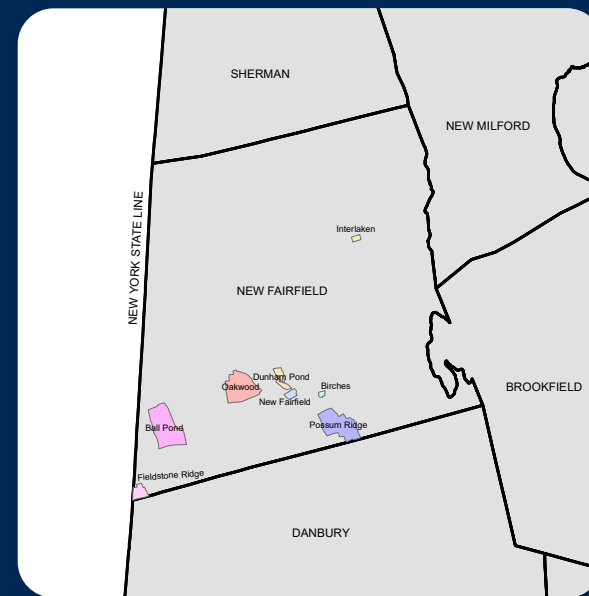 SHERMAN
NEW MILFORD
NEW YORK STATE LINE
Interlaken
NEW FAIRFIELD
Dunham Pond
Oakwood
Birches
New Fairfield
Ball Pond
Possum Ridge
BROOKFIELD
Fieldstone Ridge
DANBURY